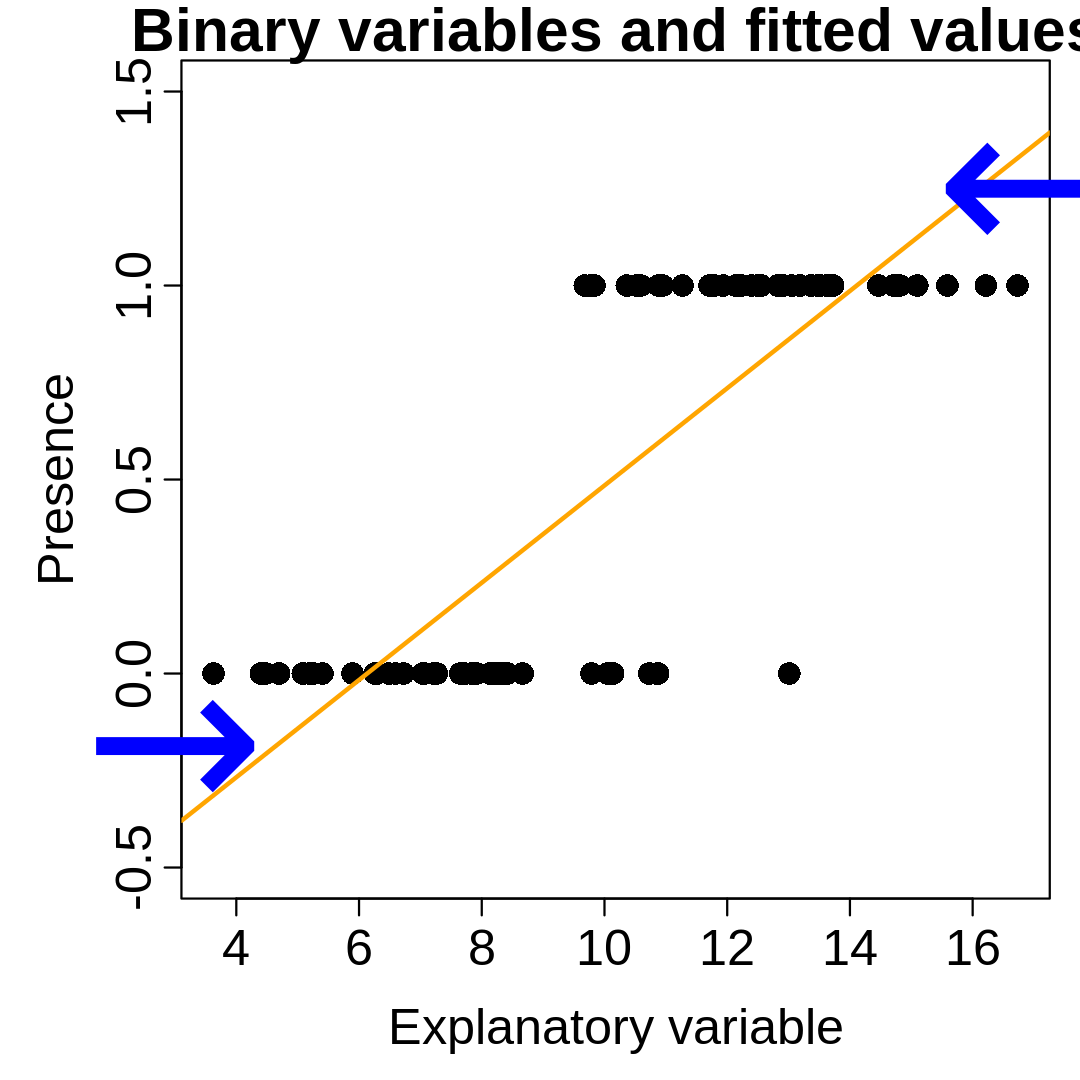 Binary variables and fitted values
1.5
1.0
0.5
0.0
-0.5
Presence
4 6 8 10 12 14 16
Explanatory variable